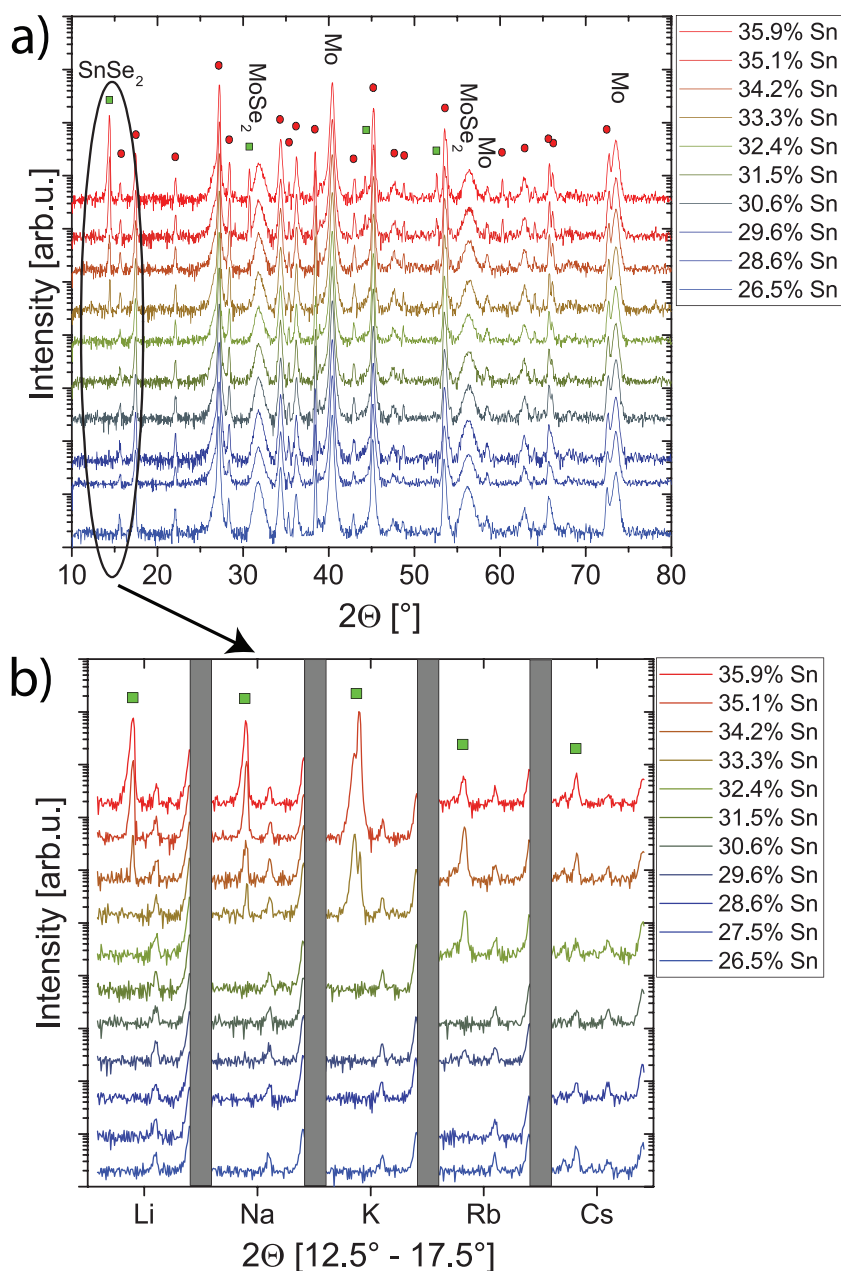 a)
SnSe₂
MoSe₂
Mo
MoSe₂
Mo
Mo
Intensity [arb.u.]
10 20 30 40 50 60 70 80
2Θ [°]
35.9% Sn
35.1% Sn
34.2% Sn
33.3% Sn
32.4% Sn
31.5% Sn
30.6% Sn
29.6% Sn
28.6% Sn
26.5% Sn
b)
Intensity [arb.u.]
Li Na K Rb Cs
2Θ [12.5° - 17.5°]
35.9% Sn
35.1% Sn
34.2% Sn
33.3% Sn
32.4% Sn
31.5% Sn
30.6% Sn
29.6% Sn
28.6% Sn
27.5% Sn
26.5% Sn